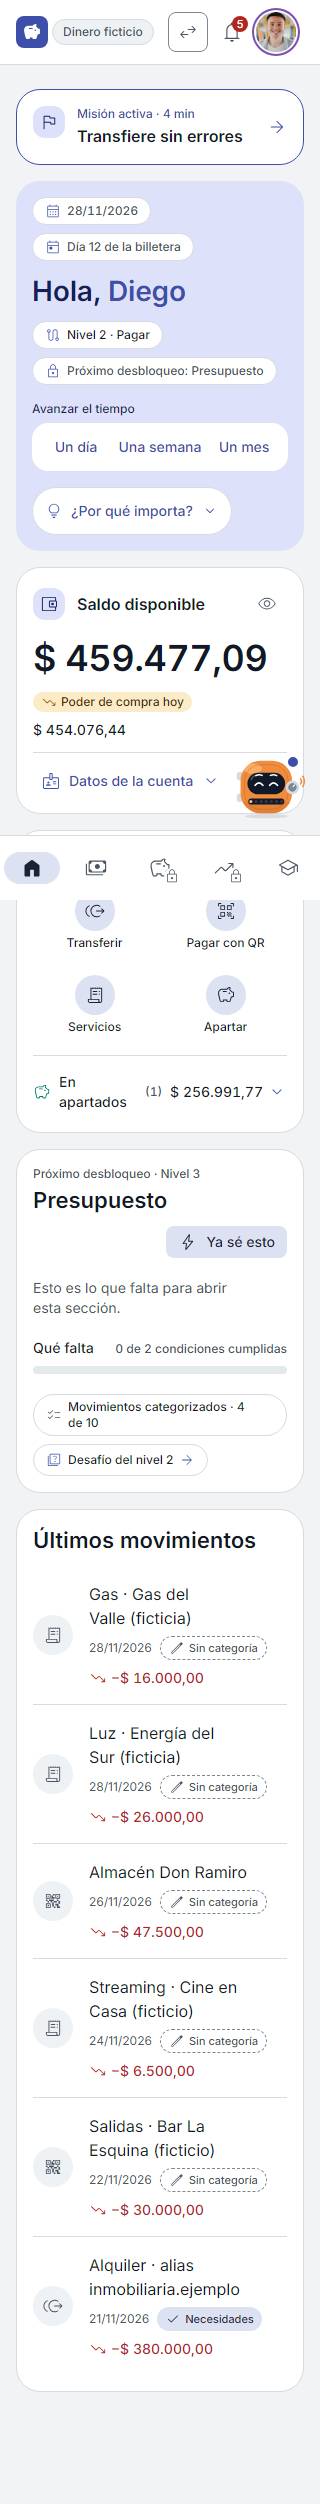 Dinero ficticio
5
Misión activa · 4 min
Transfiere sin errores
28/11/2026
Día 12 de la billetera
Hola, Diego
Nivel 2 · Pagar
Próximo desbloqueo: Presupuesto
Avanzar el tiempo
Un día Una semana Un mes
¿Por qué importa?
Saldo disponible
$ 459.477,09
Poder de compra hoy
$ 454.076,44
Datos de la cuenta
Transferir Pagar con QR
Servicios Apartar
En
apartados
(1) $ 256.991,77
Próximo desbloqueo · Nivel 3
Presupuesto
Ya sé esto
Esto es lo que falta para abrir
esta sección.
Qué falta 0 de 2 condiciones cumplidas
Movimientos categorizados · 4
de 10
Desafío del nivel 2
Últimos movimientos
Gas · Gas del
Valle (ficticia)
28/11/2026 Sin categoría
−$ 16.000,00
Luz · Energía del
Sur (ficticia)
28/11/2026 Sin categoría
−$ 26.000,00
Almacén Don Ramiro
26/11/2026 Sin categoría
−$ 47.500,00
Streaming · Cine en
Casa (ficticio)
24/11/2026 Sin categoría
−$ 6.500,00
Salidas · Bar La
Esquina (ficticio)
22/11/2026 Sin categoría
−$ 30.000,00
Alquiler · alias
inmobiliaria.ejemplo
21/11/2026 Necesidades
−$ 380.000,00